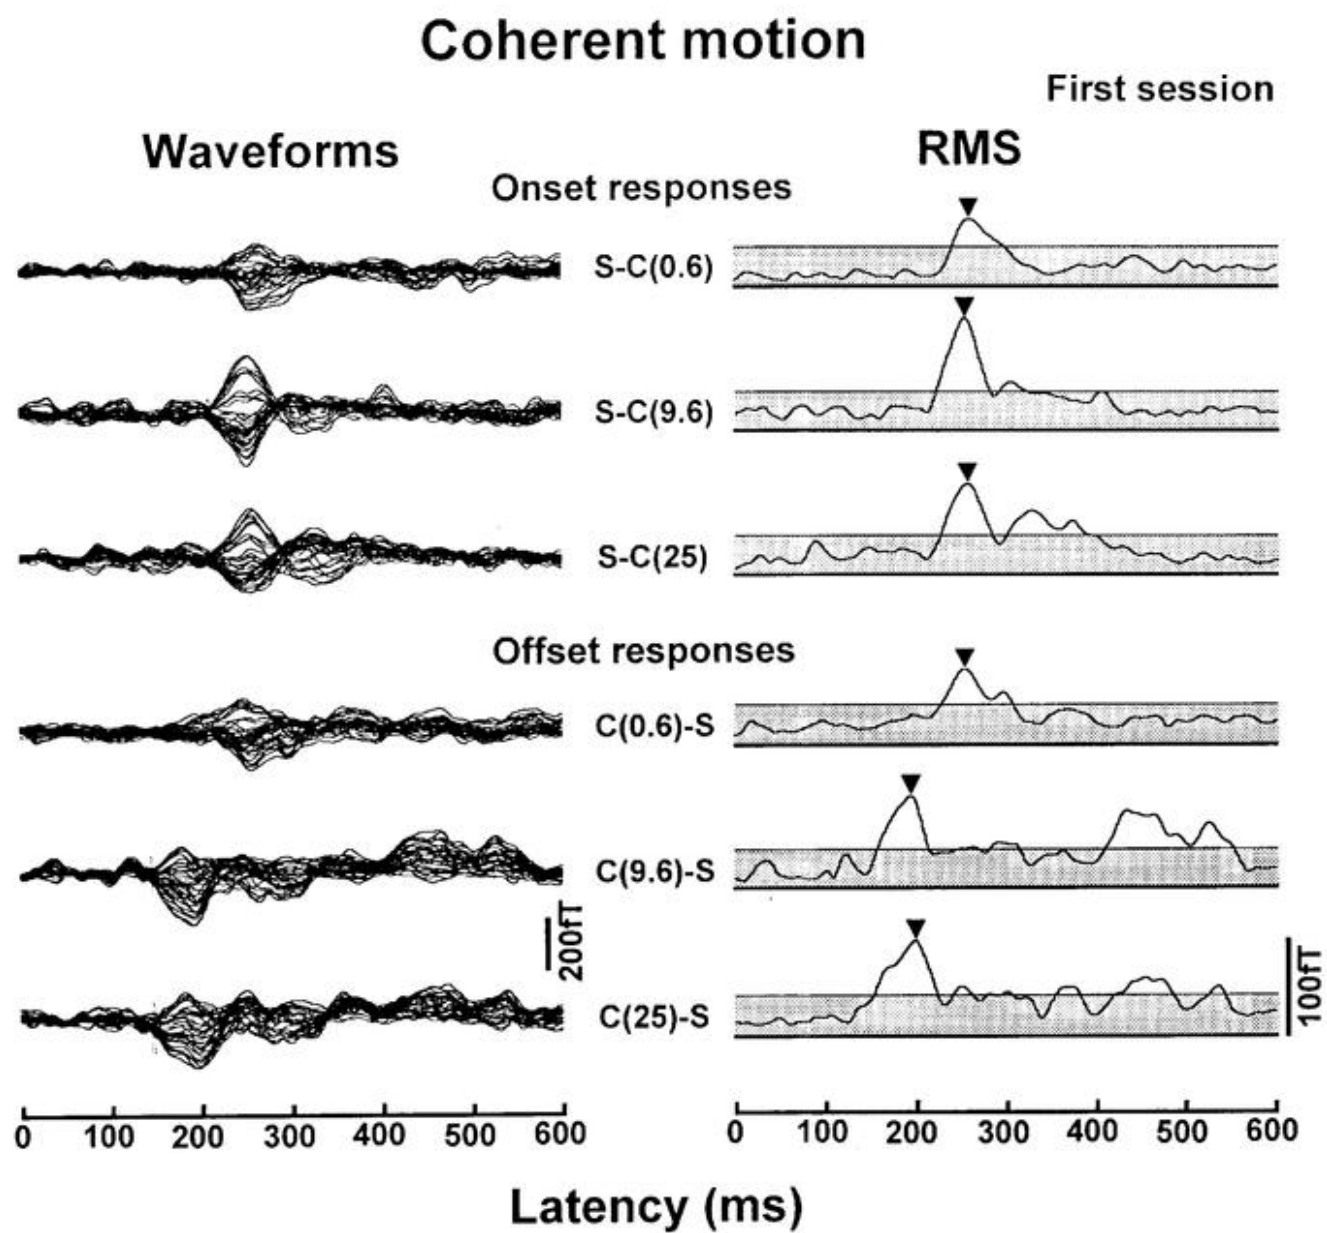 Coherent motion
First session
Waveforms
RMS
Onset responses
S-C(0.6)
S-C(9.6)
S-C(25)
Offset responses
C(0.6)-S
C(9.6)-S
C(25)-S
200fT
100fT
0 100 200 300 400 500 600
0 100 200 300 400 500 600
Latency (ms)